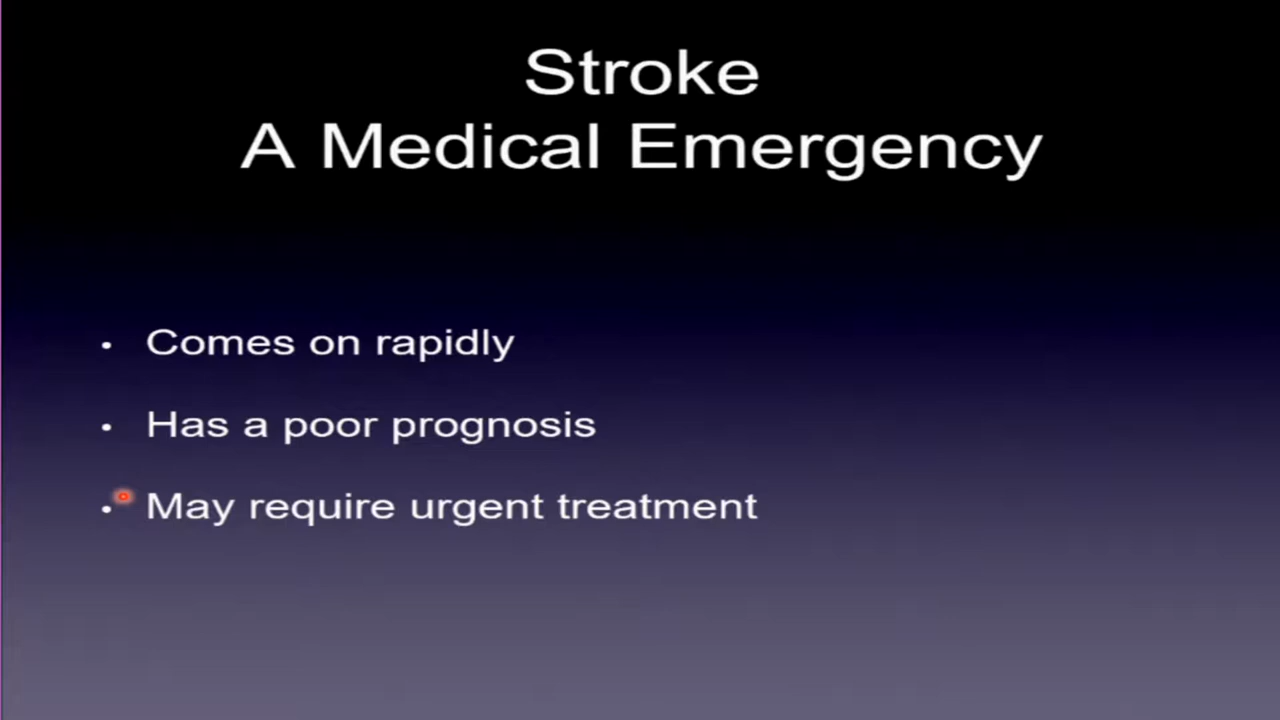 Stroke
A Medical Emergency
• Comes on rapidly
• Has a poor prognosis
• May require urgent treatment